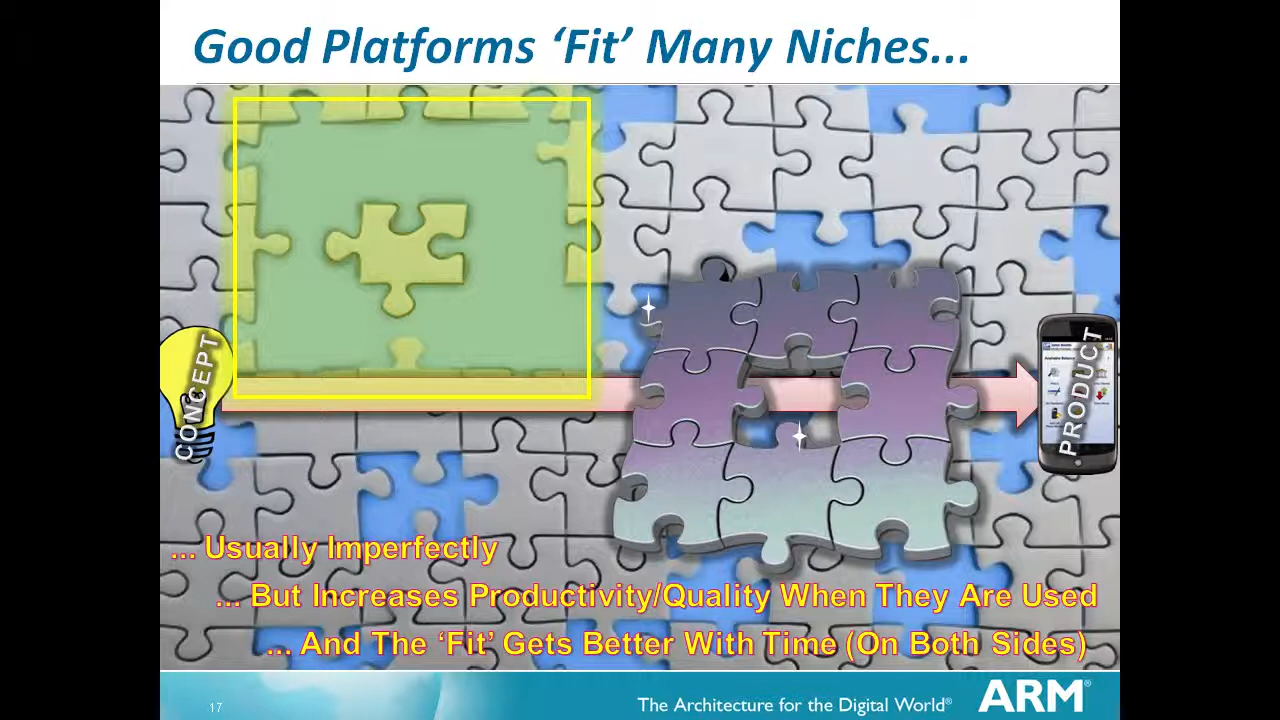 Good Platforms ‘Fit’ Many Niches...
CONCEPT
PRODUCT
... Usually Imperfectly
... But Increases Productivity/Quality When They Are Used
... And The ‘Fit’ Gets Better With Time (On Both Sides)
17
The Architecture for the Digital World®
ARM®